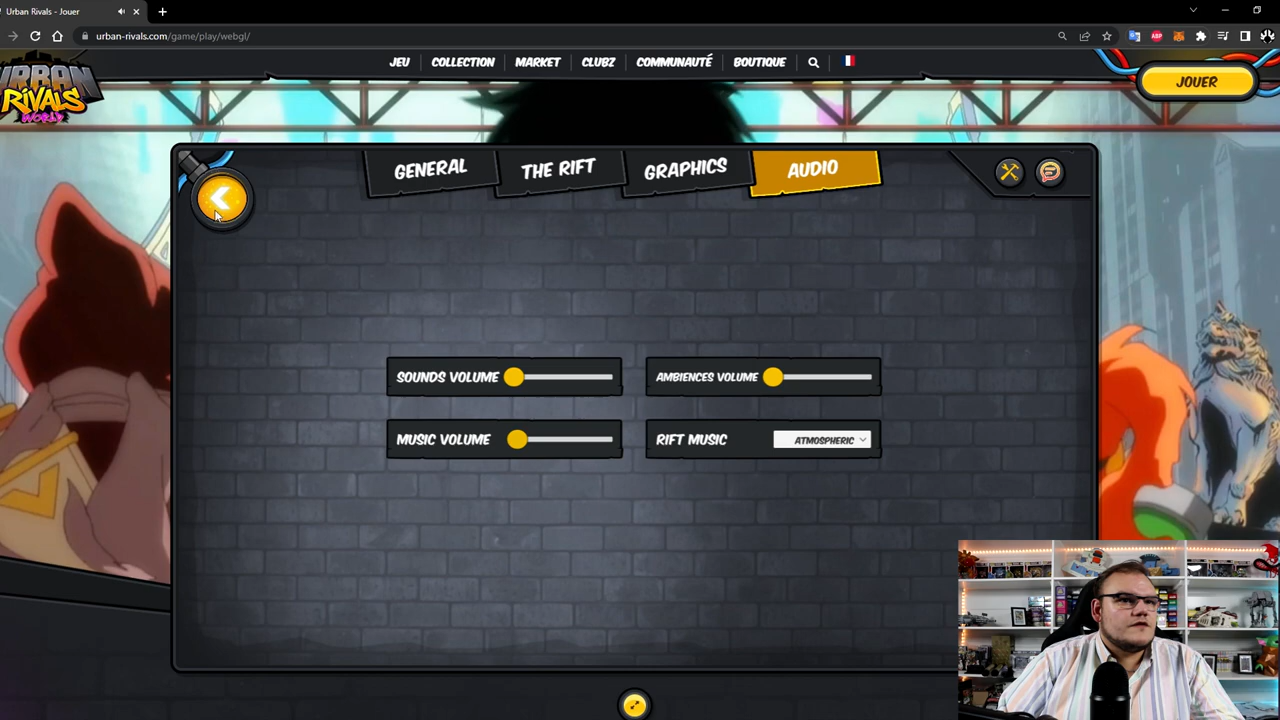 Urban Rivals - Jouer
urban-rivals.com/game/play/webgl/
URBAN RIVALS WORLD
JEU
COLLECTION
MARKET
CLUBZ
COMMUNAUTÉ
BOUTIQUE
JOUER
GENERAL
THE RIFT
GRAPHICS
AUDIO
SOUNDS VOLUME
AMBIENCES VOLUME
MUSIC VOLUME
RIFT MUSIC
ATMOSPHERIC